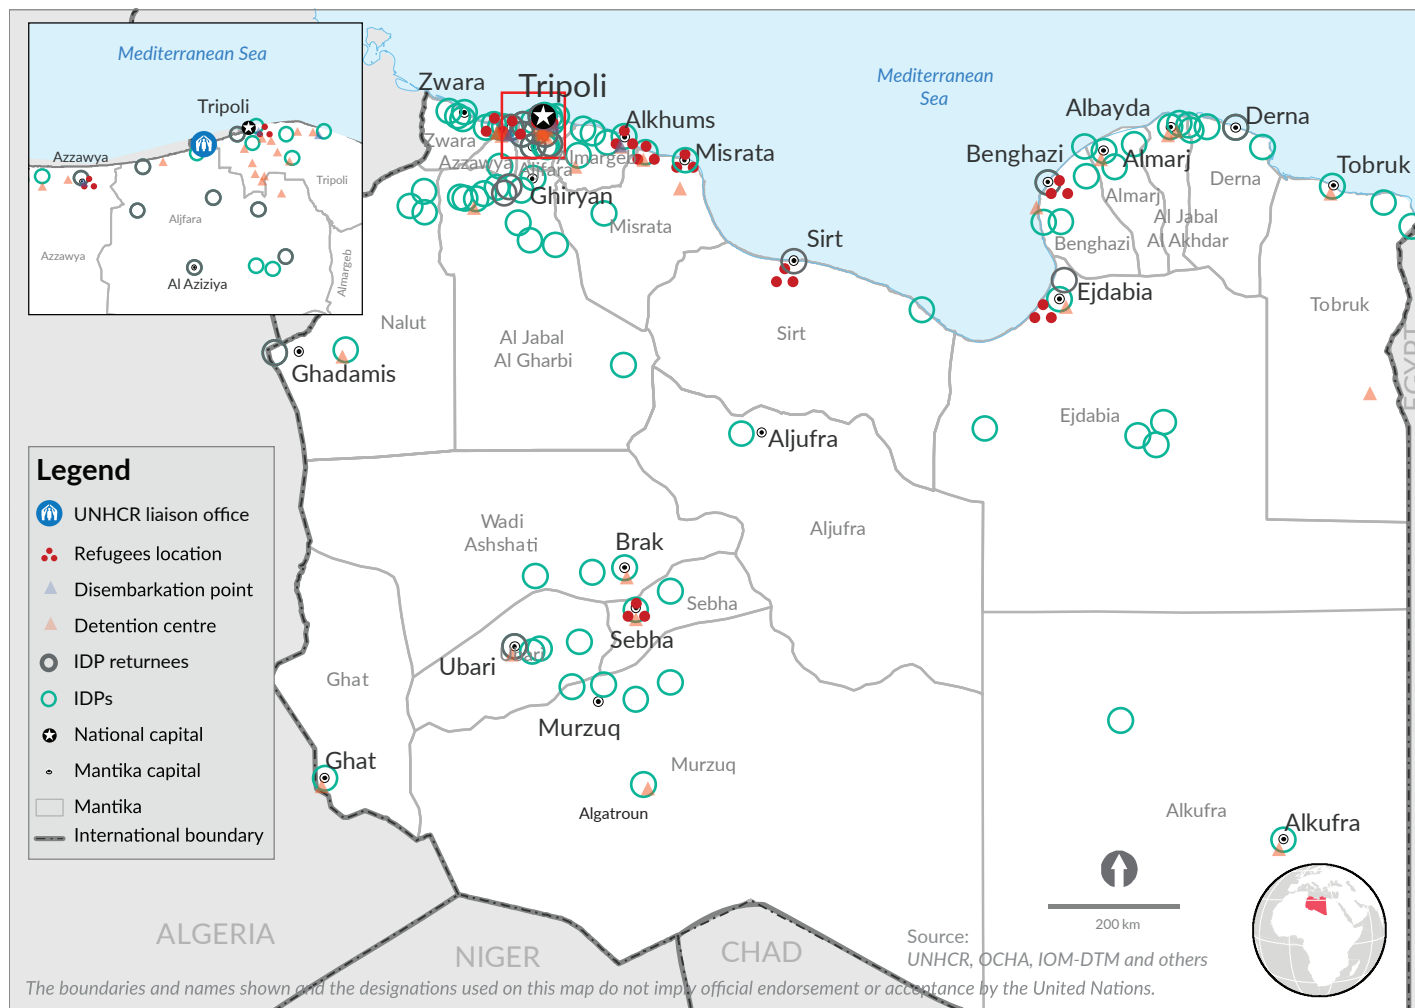 Mediterranean Sea
Tripoli
Azzawya
Tripoli
Aljfara
Azzawya
Almargeb
Al Aziziya
Mediterranean
Sea
Zwara
Tripoli
Alkhums
Misrata
Zwara
Azzawya
Almargeb
Aljfara
Ghiryan
Misrata
Albayda
Derna
Benghazi
Almarj
Tobruk
Derna
Almarj
Al Jabal
Al Akhdar
Benghazi
Sirt
Ejdabia
Tobruk
Nalut
Al Jabal
Al Gharbi
Sirt
EGYPT
Ghadamis
Ejdabia
Aljufra
Legend
UNHCR liaison office
Refugees location
Disembarkation point
Detention centre
IDP returnees
IDPs
National capital
Mantika capital
Mantika
International boundary
Wadi
Ashshati
Brak
Aljufra
Sebha
Sebha
Ubari
Ubari
Ghat
Murzuq
Ghat
Murzuq
Algatroun
Alkufra
Alkufra
200 km
ALGERIA
NIGER
CHAD
Source:
UNHCR, OCHA, IOM-DTM and others
The boundaries and names shown and the designations used on this map do not imply official endorsement or acceptance by the United Nations.